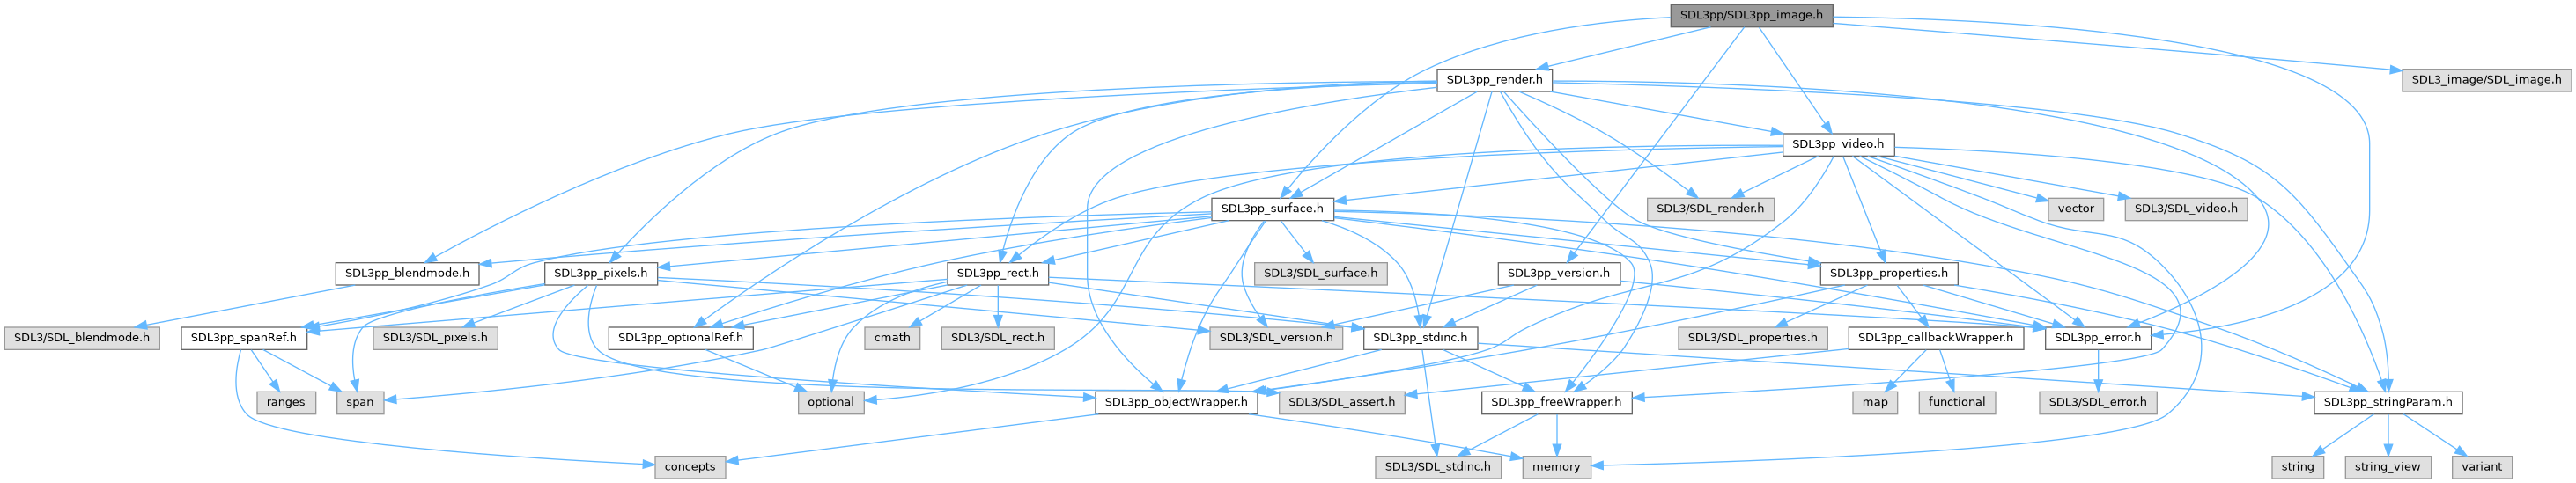 SDL3pp/SDL3pp_image.h
SDL3pp_render.h
SDL3_image/SDL_image.h
SDL3pp_video.h
SDL3pp_surface.h
SDL3/SDL_render.h
vector
SDL3/SDL_video.h
SDL3pp_blendmode.h
SDL3pp_pixels.h
SDL3pp_rect.h
SDL3/SDL_surface.h
SDL3pp_version.h
SDL3pp_properties.h
SDL3/SDL_blendmode.h
SDL3pp_spanRef.h
SDL3/SDL_pixels.h
SDL3pp_optionalRef.h
cmath
SDL3/SDL_rect.h
SDL3/SDL_version.h
SDL3pp_stdinc.h
SDL3/SDL_properties.h
SDL3pp_callbackWrapper.h
SDL3pp_error.h
ranges
span
optional
SDL3pp_objectWrapper.h
SDL3/SDL_assert.h
SDL3pp_freeWrapper.h
map
functional
SDL3/SDL_error.h
SDL3pp_stringParam.h
concepts
SDL3/SDL_stdinc.h
memory
string
string_view
variant